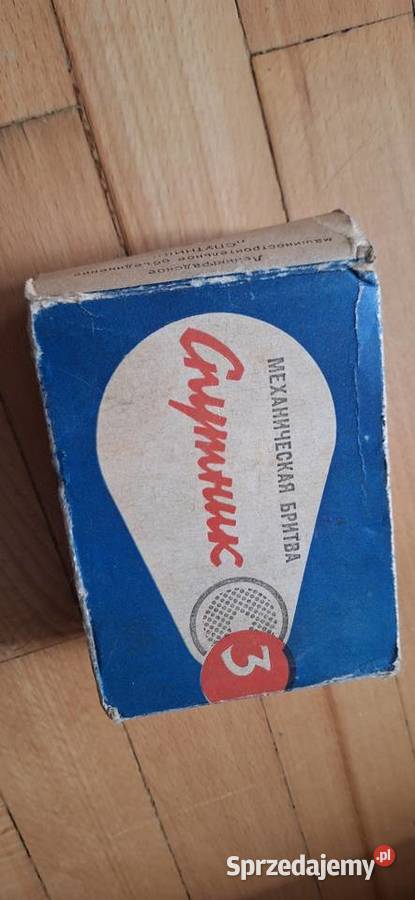 Ленинградское
машиностроительное объединение
«СПУТНИК»
МЕХАНИЧЕСКАЯ БРИТВА
Спутник
3
Sprzedajemy.pl